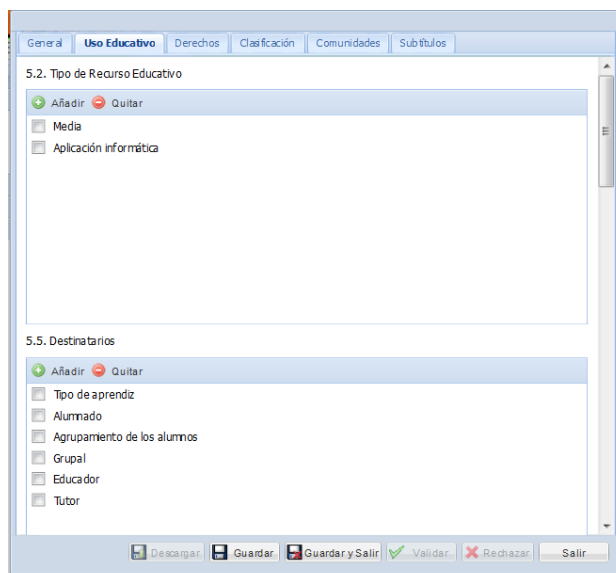 General Uso Educativo Derechos Clasificación Comunidades Subtítulos
5.2. Tipo de Recurso Educativo
Añadir Quitar
Media
Aplicación informática
5.5. Destinatarios
Añadir Quitar
Tipo de aprendiz
Alumnado
Agrupamiento de los alumnos
Grupal
Educador
Tutor
Descargar Guardar Guardar y Salir Validar Rechazar Salir